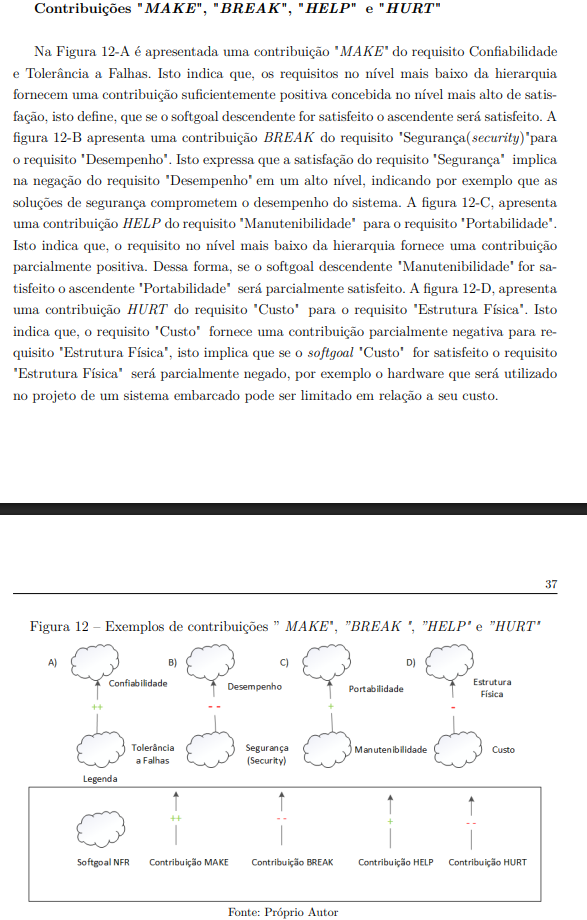 Contribuições "MAKE", "BREAK", "HELP" e "HURT"
Na Figura 12-A é apresentada uma contribuição "MAKE" do requisito Confiabilidade
e Tolerância a Falhas. Isto indica que, os requisitos no nível mais baixo da hierarquia
fornecem uma contribuição suficientemente positiva concebida no nível mais alto de satis-
fação, isto define, que se o softgoal descendente for satisfeito o ascendente será satisfeito. A
figura 12-B apresenta uma contribuição BREAK do requisito "Segurança(security)"para
o requisito "Desempenho". Isto expressa que a satisfação do requisito "Segurança" implica
na negação do requisito "Desempenho" em um alto nível, indicando por exemplo que as
soluções de segurança comprometem o desempenho do sistema. A figura 12-C, apresenta
uma contribuição HELP do requisito "Manutenibilidade" para o requisito "Portabilidade".
Isto indica que, o requisito no nível mais baixo da hierarquia fornece uma contribuição
parcialmente positiva. Dessa forma, se o softgoal descendente "Manutenibilidade" for sa-
tisfeito o ascendente "Portabilidade" será parcialmente satisfeito. A figura 12-D, apresenta
uma contribuição HURT do requisito "Custo" para o requisito "Estrutura Física". Isto
indica que, o requisito "Custo" fornece uma contribuição parcialmente negativa para re-
quisito "Estrutura Física", isto implica que se o softgoal "Custo" for satisfeito o requisito
"Estrutura Física" será parcialmente negado, por exemplo o hardware que será utilizado
no projeto de um sistema embarcado pode ser limitado em relação a seu custo.
37
Figura 12 – Exemplos de contribuições " MAKE", "BREAK ", "HELP" e "HURT"
A) B) C) D)
Confiabilidade Desempenho Portabilidade Estrutura
Física
++ - - + -
Tolerância
a Falhas
Segurança
(Security)
Manutenibilidade
Custo
Legenda
++ - - + - -
Softgoal NFR Contribuição MAKE Contribuição BREAK Contribuição HELP Contribuição HURT
Fonte: Próprio Autor